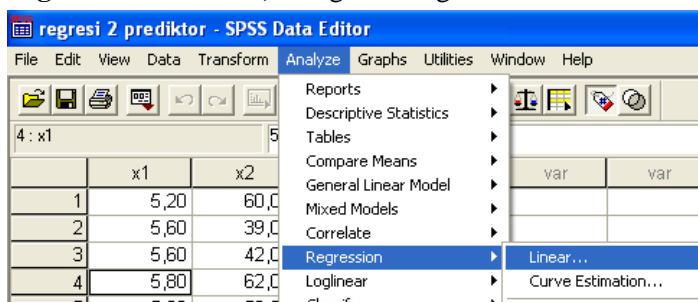 regresi 2 prediktor - SPSS Data Editor
File Edit View Data Transform Analyze Graphs Utilities Window Help
4 : x1 5
Reports
Descriptive Statistics
Tables
Compare Means
General Linear Model
Mixed Models
Correlate
Regression
Loglinear
Linear...
Curve Estimation...
x1 x2 var var
1 5,20 60,0
2 5,60 39,0
3 5,60 42,0
4 5,80 62,0